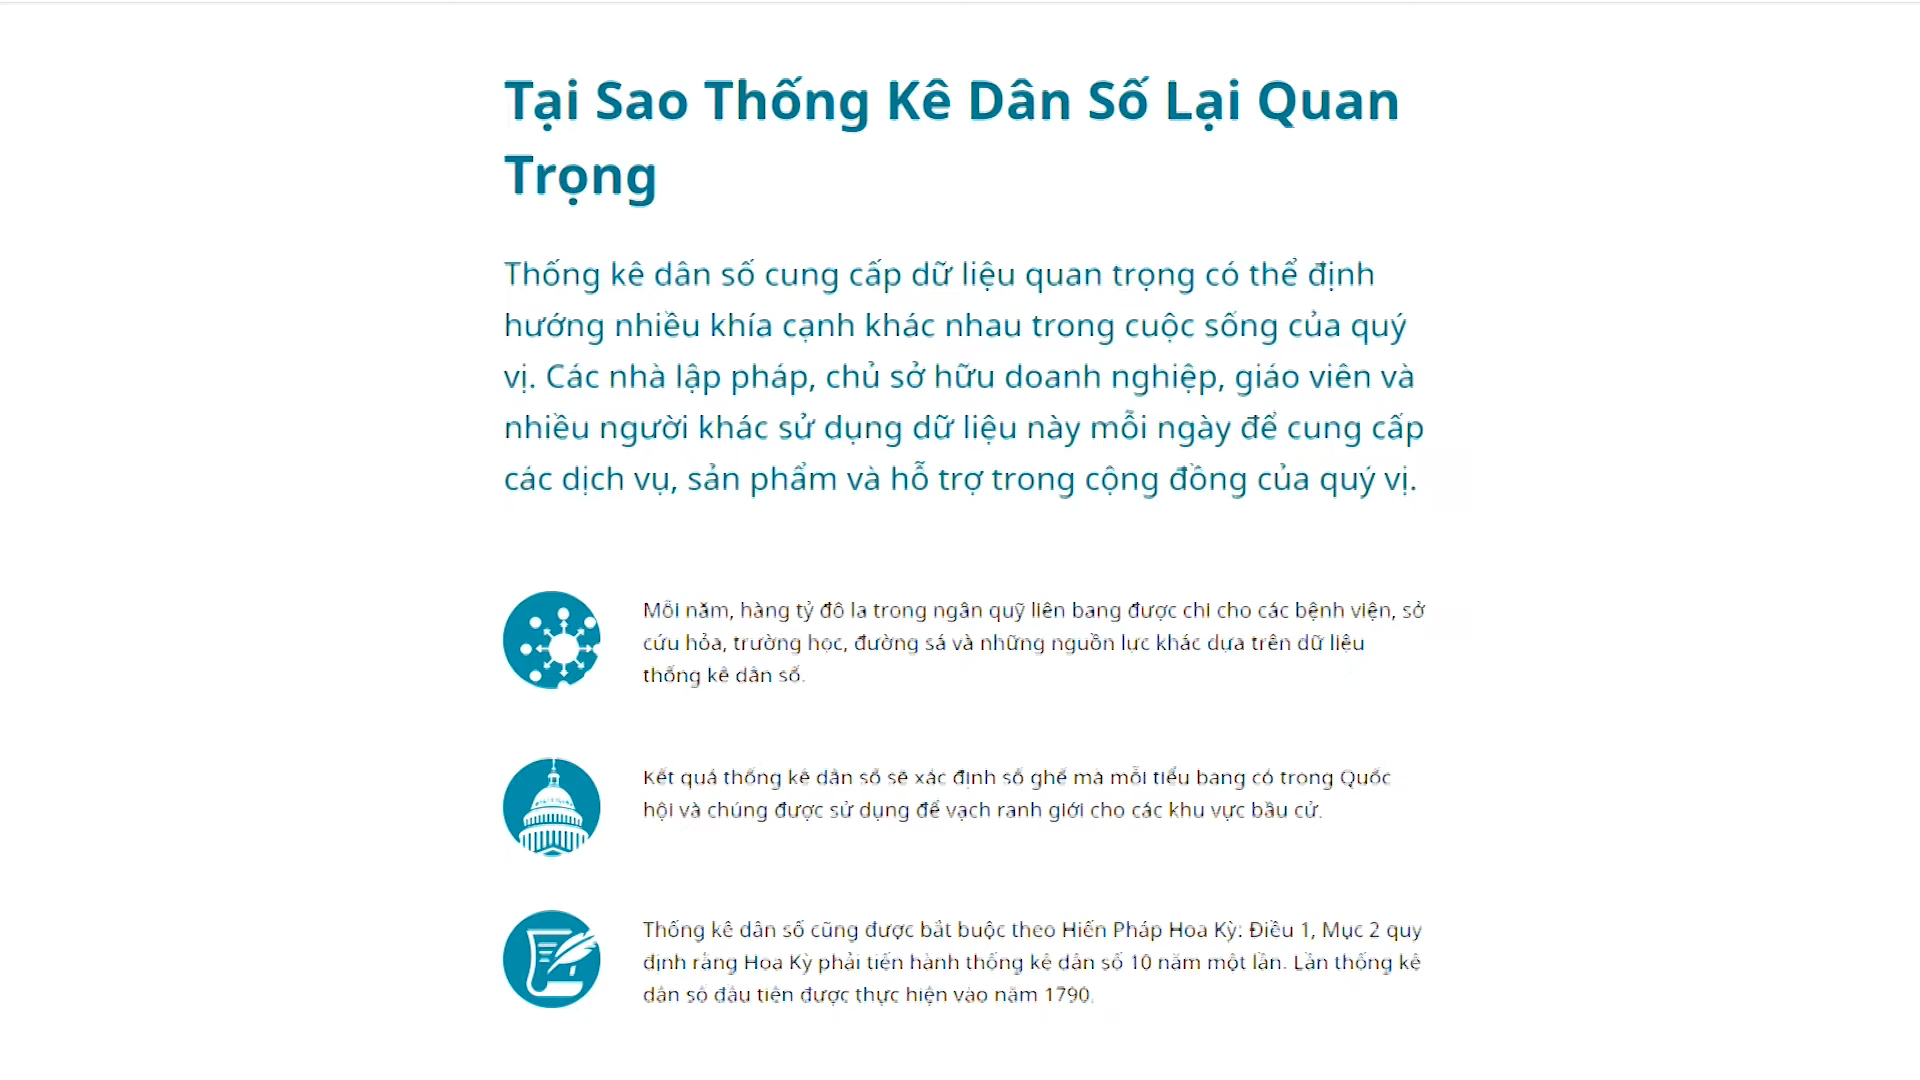 Tại Sao Thống Kê Dân Số Lại Quan
Trọng
Thống kê dân số cung cấp dữ liệu quan trọng có thể định
hướng nhiều khía cạnh khác nhau trong cuộc sống của quý
vị. Các nhà lập pháp, chủ sở hữu doanh nghiệp, giáo viên và
nhiều người khác sử dụng dữ liệu này mỗi ngày để cung cấp
các dịch vụ, sản phẩm và hỗ trợ trong cộng đồng của quý vị.
Mỗi năm, hàng tỷ đô la trong ngân quỹ liên bang được chi cho các bệnh viện, sở
cứu hỏa, trường học, đường sá và những nguồn lực khác dựa trên dữ liệu
thống kê dân số.
Kết quả thống kê dân số sẽ xác định số ghế mà mỗi tiểu bang có trong Quốc
hội và chúng được sử dụng để vạch ranh giới cho các khu vực bầu cử.
Thống kê dân số cũng được bắt buộc theo Hiến Pháp Hoa Kỳ: Điều 1, Mục 2 quy
định rằng Hoa Kỳ phải tiến hành thống kê dân số 10 năm một lần. Lần thống kê
dân số đầu tiên được thực hiện vào năm 1790.